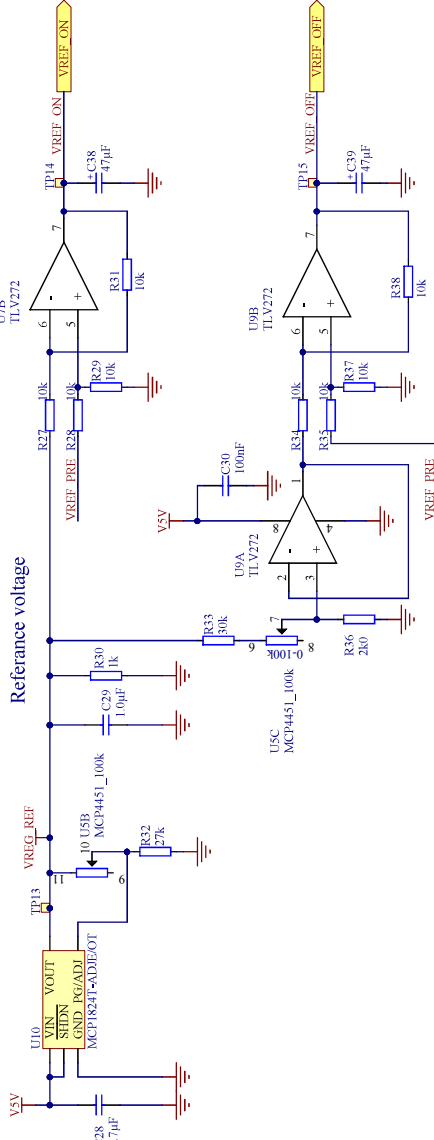 Referance voltage
V5V
C28
U10
VIN
VOUT
SHDN
GND
PG/ADJ
MCP1824T-ADJE/OT
TP13
VREG_REF
11
10
9
U5B
MCP4451_100k
R32
27k
C29
1.0µF
R30
1k
R33
30k
6
7
8
0-100k
U5C
MCP4451_100k
R36
2k0
U9A
TLV272
2
3
-
+
1
8
4
V5V
C30
100nF
VREF_PRE
R27
10k
R28
10k
R29
10k
6
5
-
+
7
U7B
TLV272
R31
10k
TP14
+
C38
47µF
VREF_ON
VREF_ON
VREF_PRE
R34
10k
R35
10k
R37
10k
6
5
-
+
7
U9B
TLV272
R38
10k
TP15
+
C39
47µF
VREF_OFF
VREF_OFF